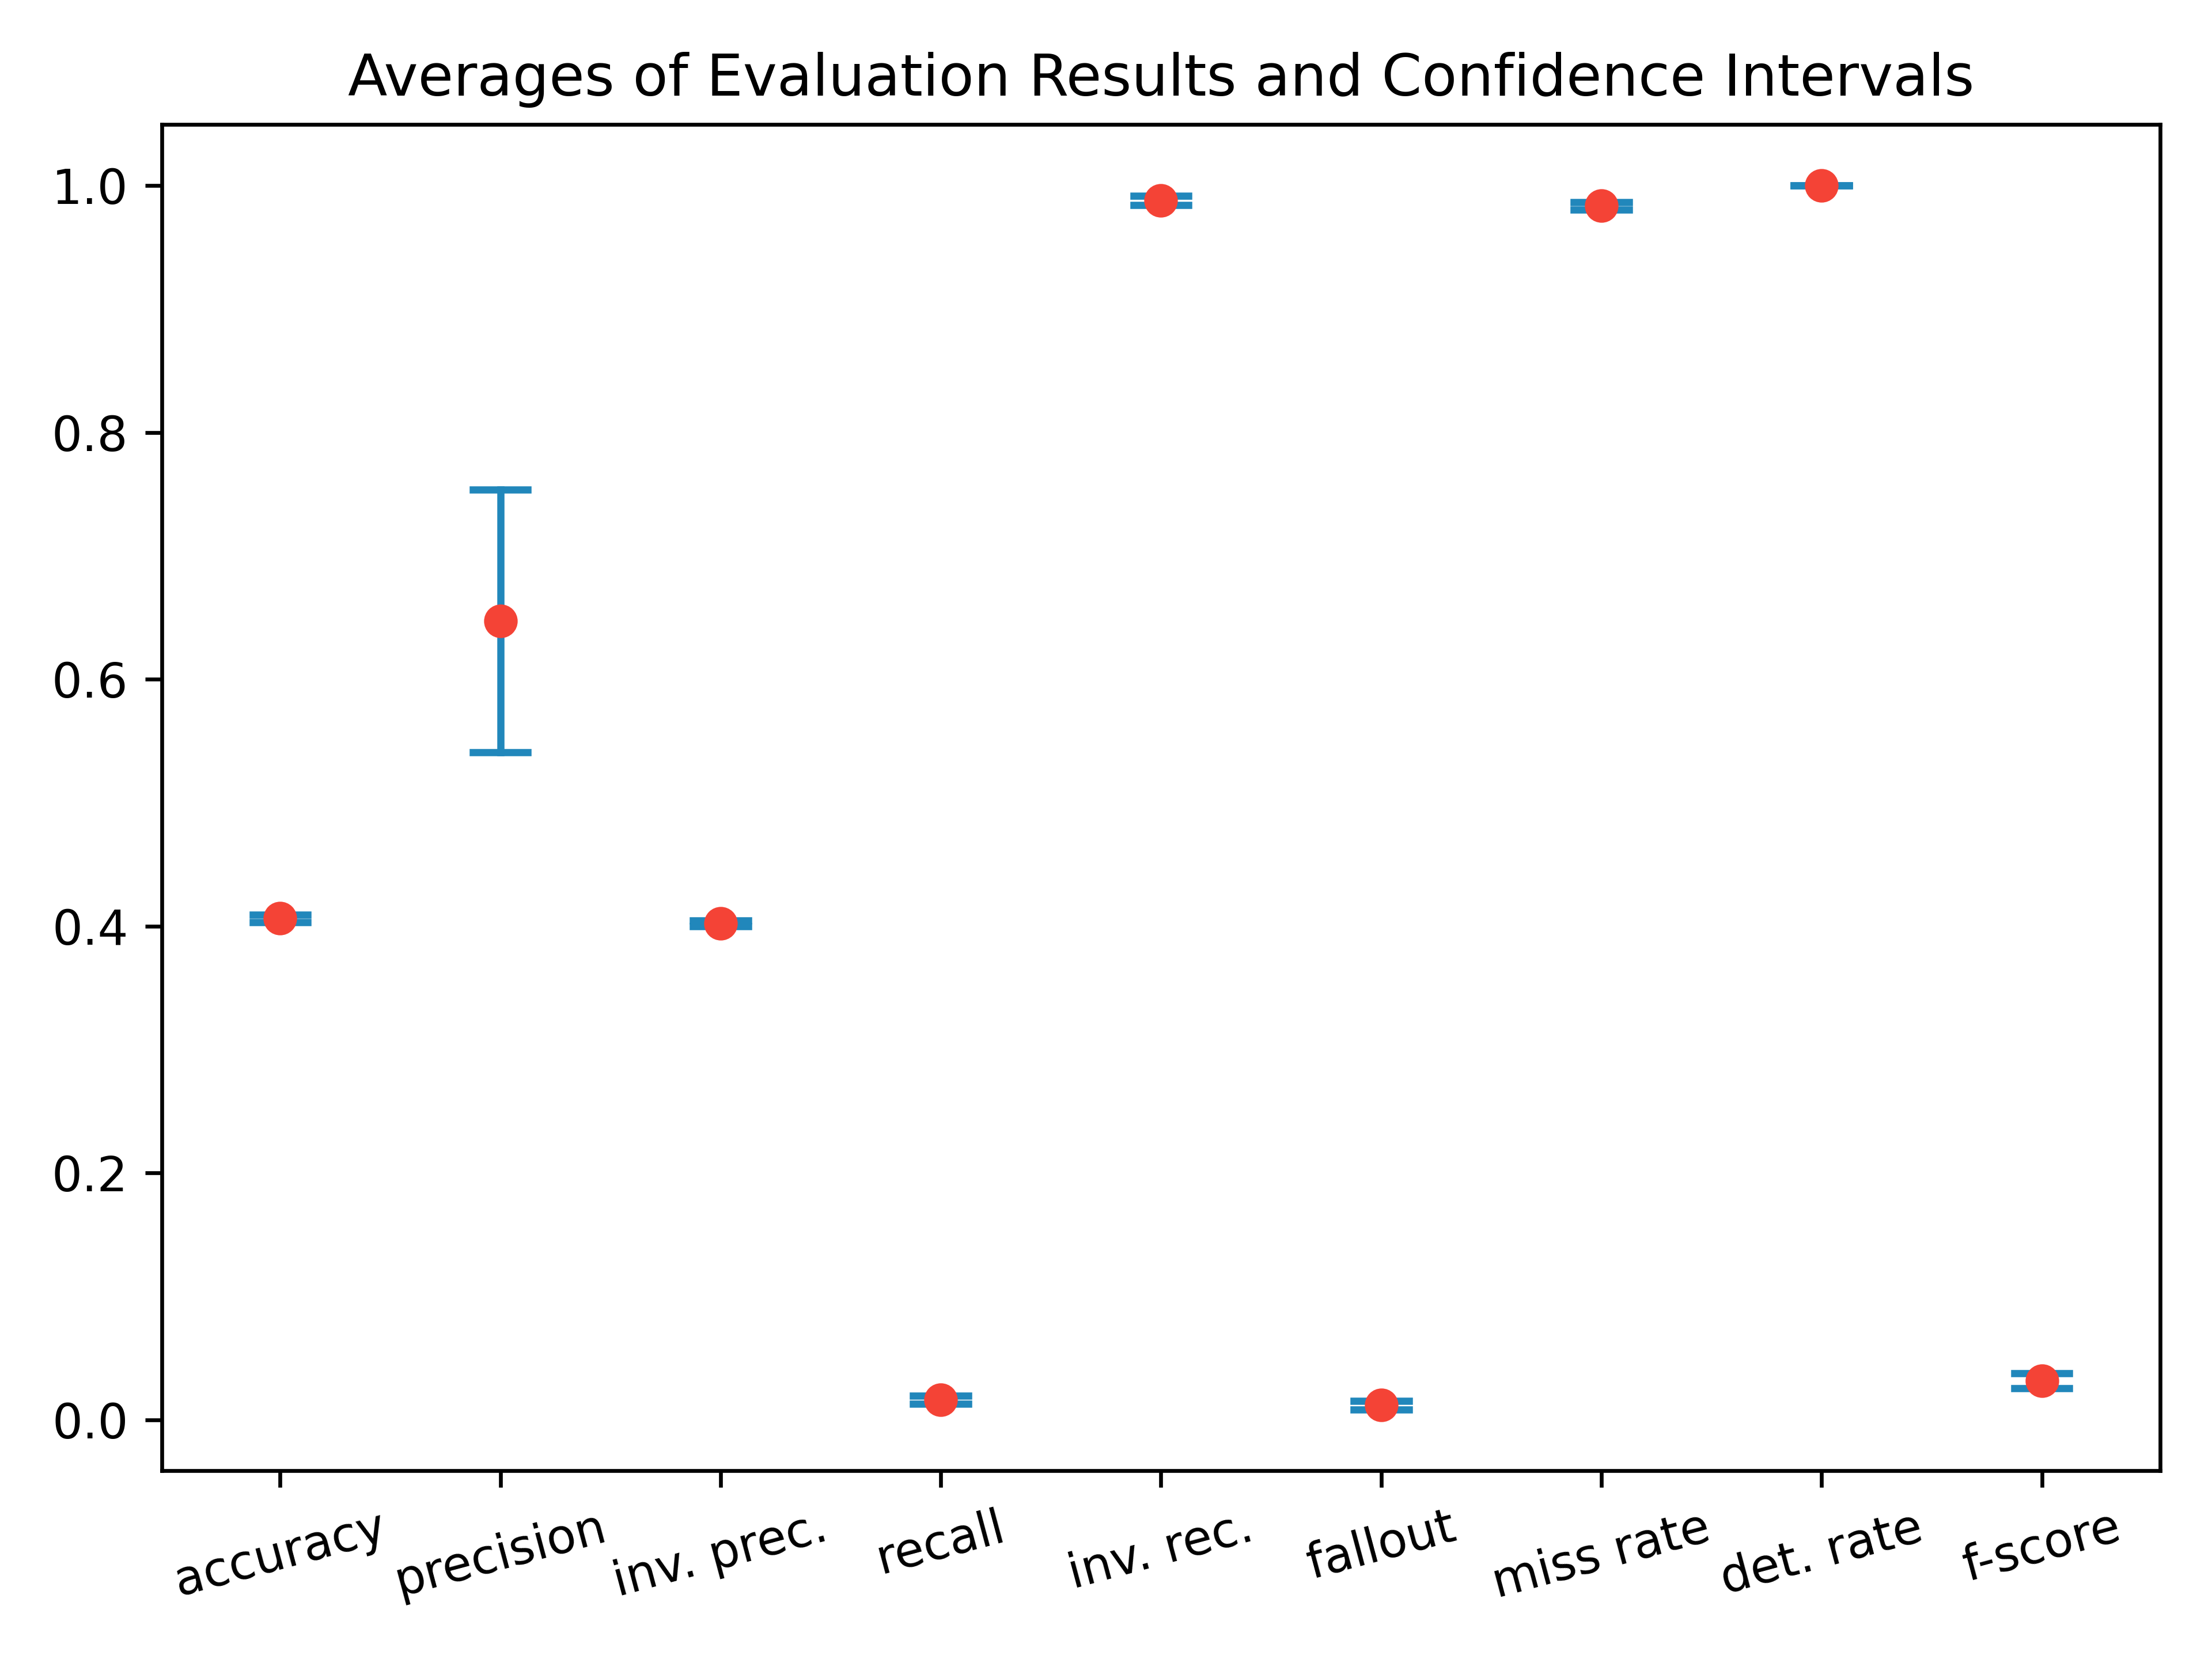 Averages of Evaluation Results and Confidence Intervals
1.0
0.8
0.6
0.4
0.2
0.0
accuracy
precision
inv. prec.
recall
inv. rec.
fallout
miss rate
det. rate
f-score